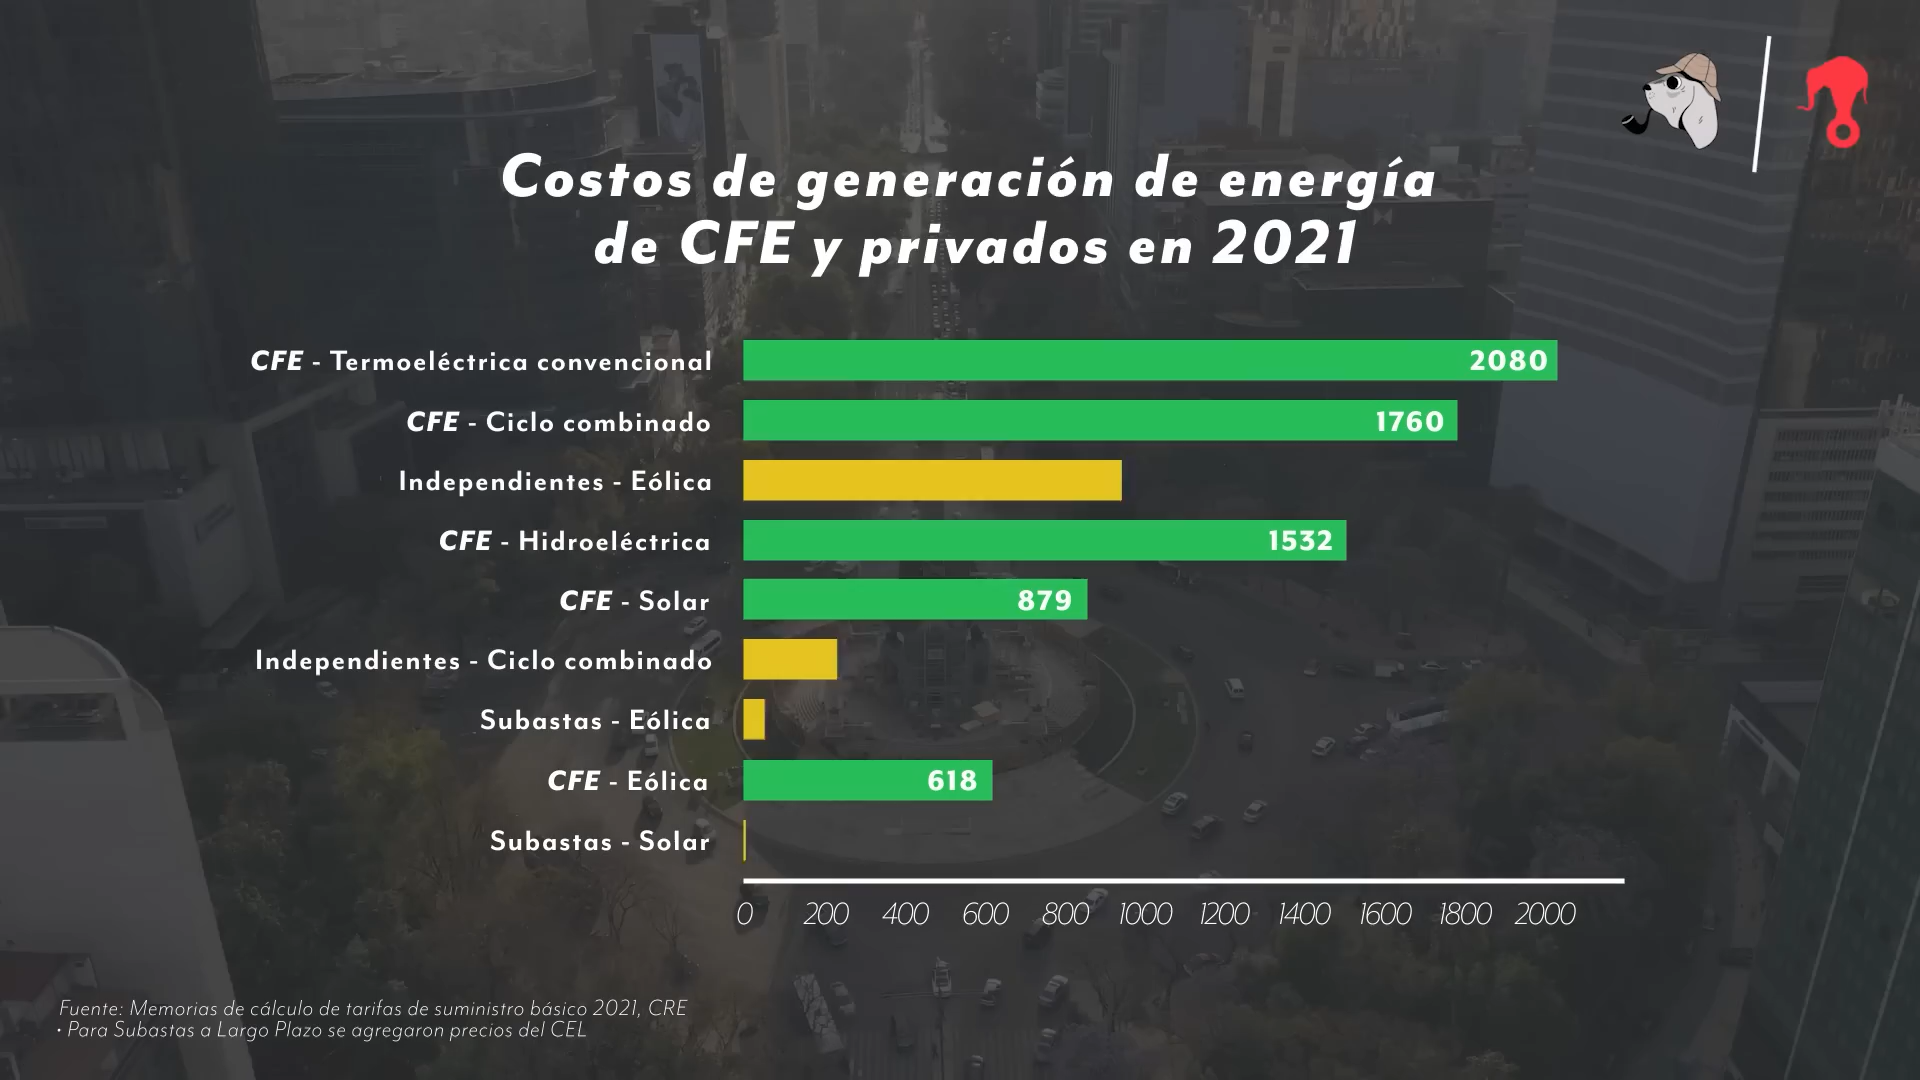 Costos de generación de energía
de CFE y privados en 2021
CFE - Termoeléctrica convencional 2080
CFE - Ciclo combinado 1760
Independientes - Eólica
CFE - Hidroeléctrica 1532
CFE - Solar 879
Independientes - Ciclo combinado
Subastas - Eólica
CFE - Eólica 618
Subastas - Solar
0 200 400 600 800 1000 1200 1400 1600 1800 2000
Fuente: Memorias de cálculo de tarifas de suministro básico 2021, CRE
• Para Subastas a Largo Plazo se agregaron precios del CEL